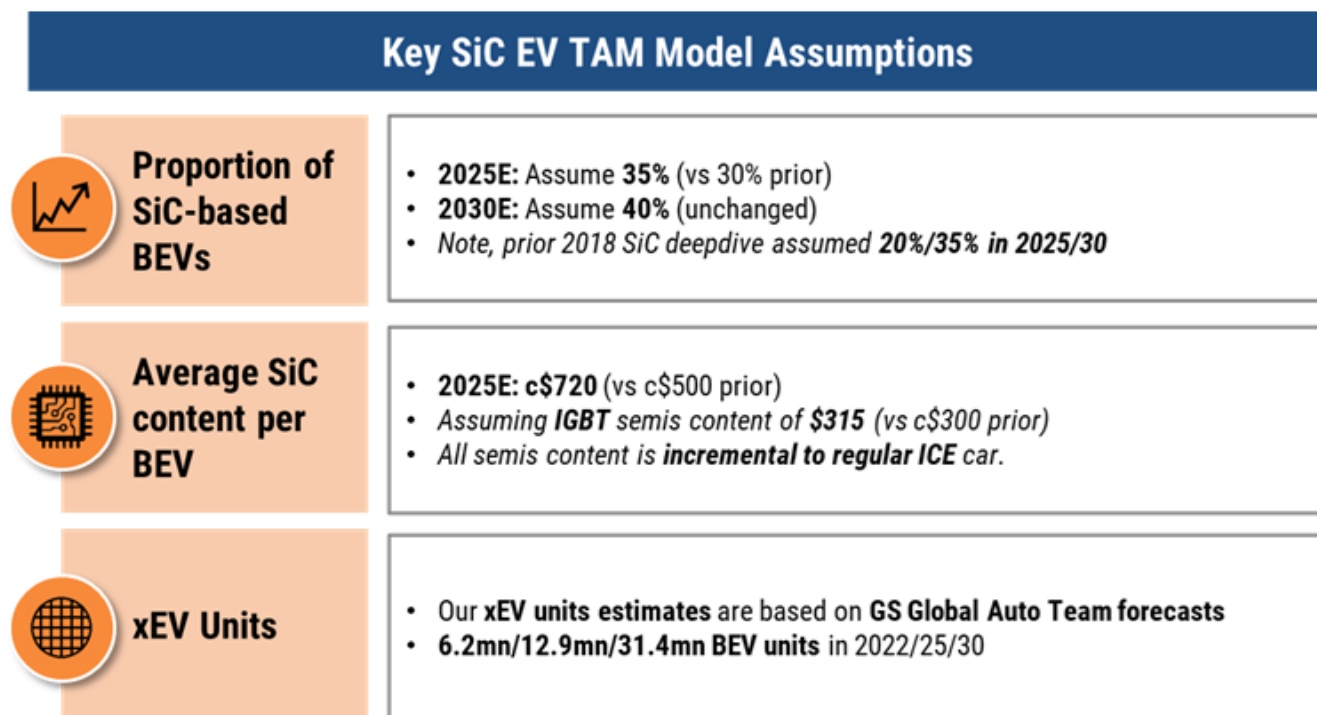 Key SiC EV TAM Model Assumptions
Proportion of
SiC-based
BEVs
• 2025E: Assume 35% (vs 30% prior)
• 2030E: Assume 40% (unchanged)
• Note, prior 2018 SiC deepdive assumed 20%/35% in 2025/30
Average SiC
content per
BEV
• 2025E: c$720 (vs c$500 prior)
• Assuming IGBT semis content of $315 (vs c$300 prior)
• All semis content is incremental to regular ICE car.
xEV Units
• Our xEV units estimates are based on GS Global Auto Team forecasts
• 6.2mn/12.9mn/31.4mn BEV units in 2022/25/30